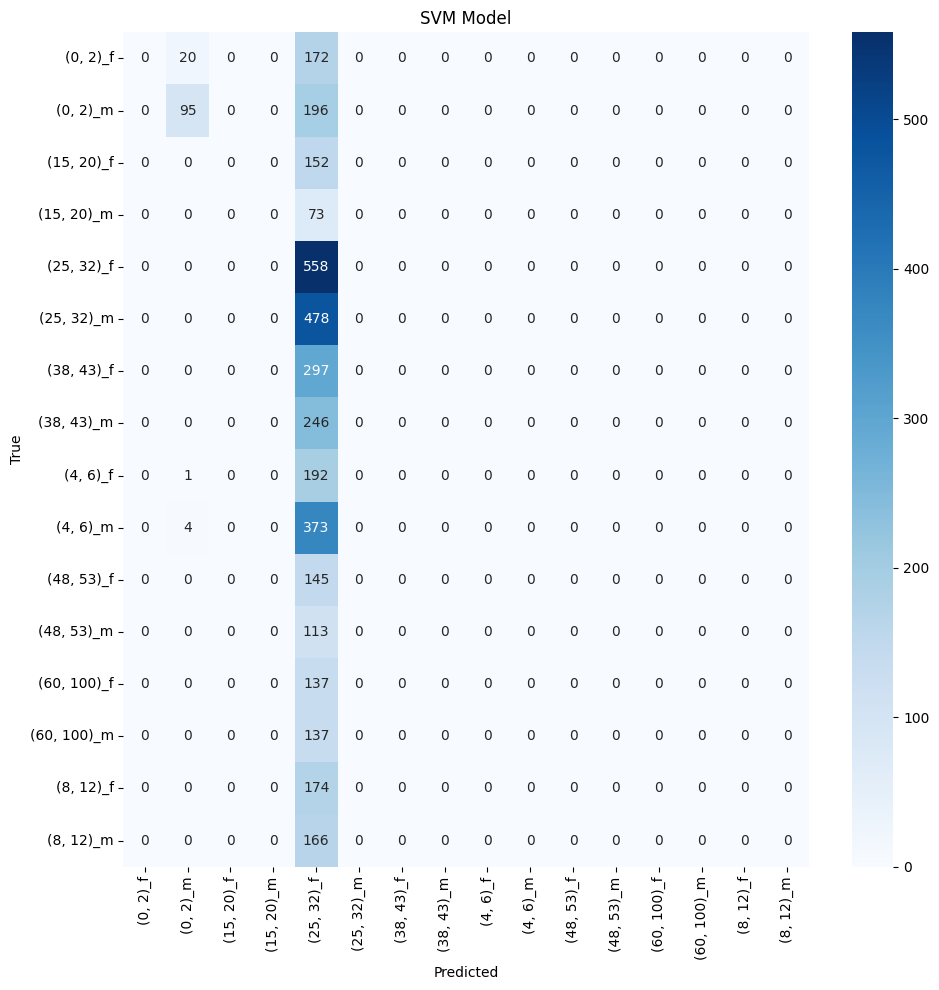 SVM Model
(0, 2)_f 0 20 0 0 172 0 0 0 0 0 0 0 0 0 0 0
(0, 2)_m 0 95 0 0 196 0 0 0 0 0 0 0 0 0 0 0
(15, 20)_f 0 0 0 0 152 0 0 0 0 0 0 0 0 0 0 0
(15, 20)_m 0 0 0 0 73 0 0 0 0 0 0 0 0 0 0 0
(25, 32)_f 0 0 0 0 558 0 0 0 0 0 0 0 0 0 0 0
(25, 32)_m 0 0 0 0 478 0 0 0 0 0 0 0 0 0 0 0
(38, 43)_f 0 0 0 0 297 0 0 0 0 0 0 0 0 0 0 0
(38, 43)_m 0 0 0 0 246 0 0 0 0 0 0 0 0 0 0 0
(4, 6)_f 0 1 0 0 192 0 0 0 0 0 0 0 0 0 0 0
(4, 6)_m 0 4 0 0 373 0 0 0 0 0 0 0 0 0 0 0
(48, 53)_f 0 0 0 0 145 0 0 0 0 0 0 0 0 0 0 0
(48, 53)_m 0 0 0 0 113 0 0 0 0 0 0 0 0 0 0 0
(60, 100)_f 0 0 0 0 137 0 0 0 0 0 0 0 0 0 0 0
(60, 100)_m 0 0 0 0 137 0 0 0 0 0 0 0 0 0 0 0
(8, 12)_f 0 0 0 0 174 0 0 0 0 0 0 0 0 0 0 0
(8, 12)_m 0 0 0 0 166 0 0 0 0 0 0 0 0 0 0 0
True
(0, 2)_f
(0, 2)_m
(15, 20)_f
(15, 20)_m
(25, 32)_f
(25, 32)_m
(38, 43)_f
(38, 43)_m
(4, 6)_f
(4, 6)_m
(48, 53)_f
(48, 53)_m
(60, 100)_f
(60, 100)_m
(8, 12)_f
(8, 12)_m
Predicted
500
400
300
200
100
0